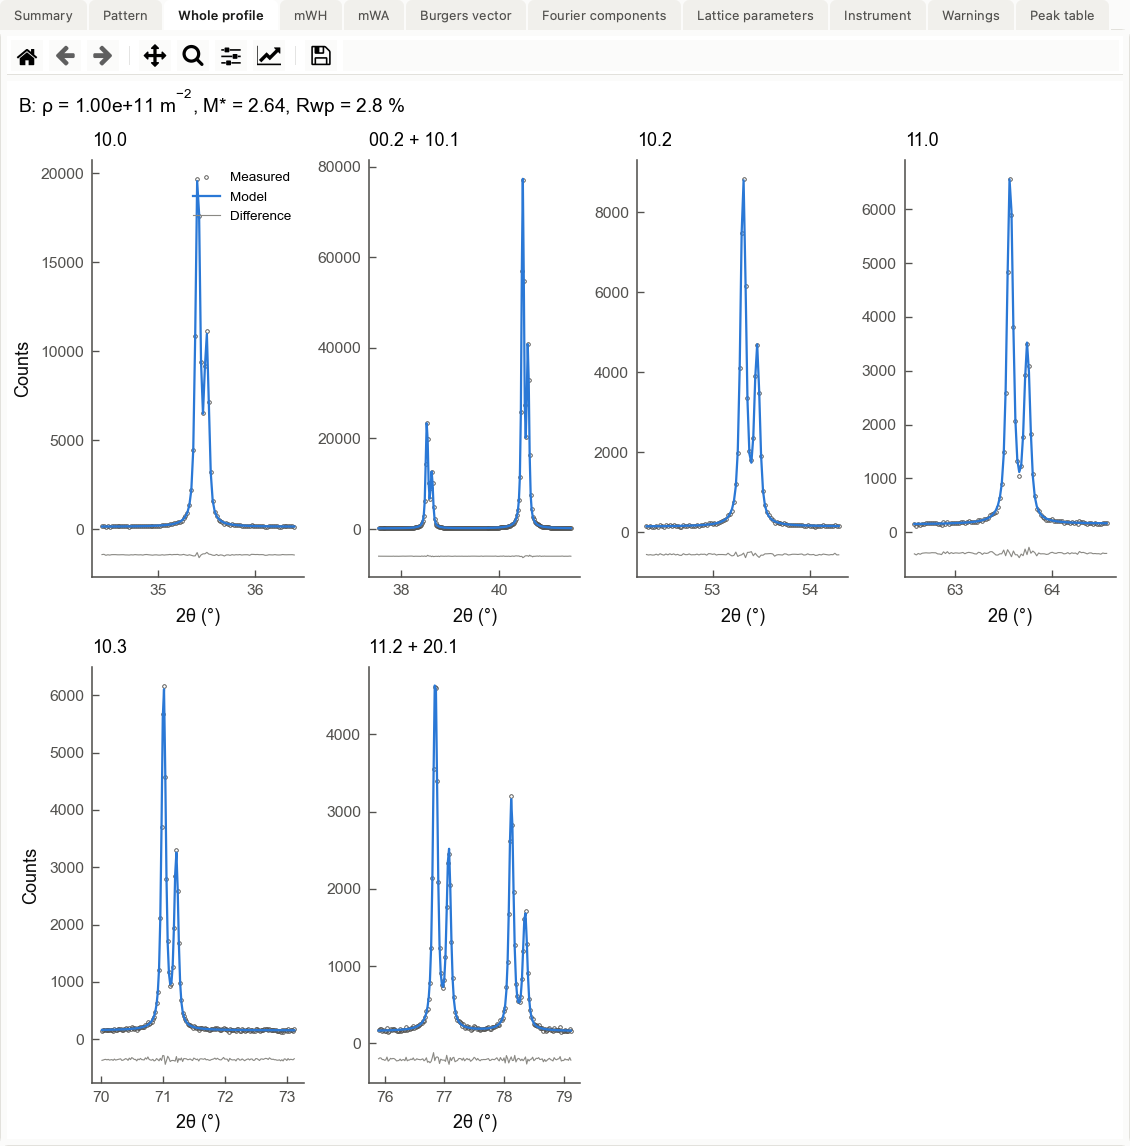 Summary Pattern Whole profile mWH mWA Burgers vector Fourier components Lattice parameters Instrument Warnings Peak table
B: ρ = 1.00e+11 m⁻², M* = 2.64, Rwp = 2.8 %
10.0
00.2 + 10.1
10.2
11.0
Measured
Model
Difference
20000
15000
10000
5000
0
Counts
35 36
2θ (°)
80000
60000
40000
20000
0
38 40
2θ (°)
8000
6000
4000
2000
0
53 54
2θ (°)
6000
5000
4000
3000
2000
1000
0
63 64
2θ (°)
10.3
11.2 + 20.1
6000
5000
4000
3000
2000
1000
0
Counts
70 71 72 73
2θ (°)
4000
3000
2000
1000
0
76 77 78 79
2θ (°)